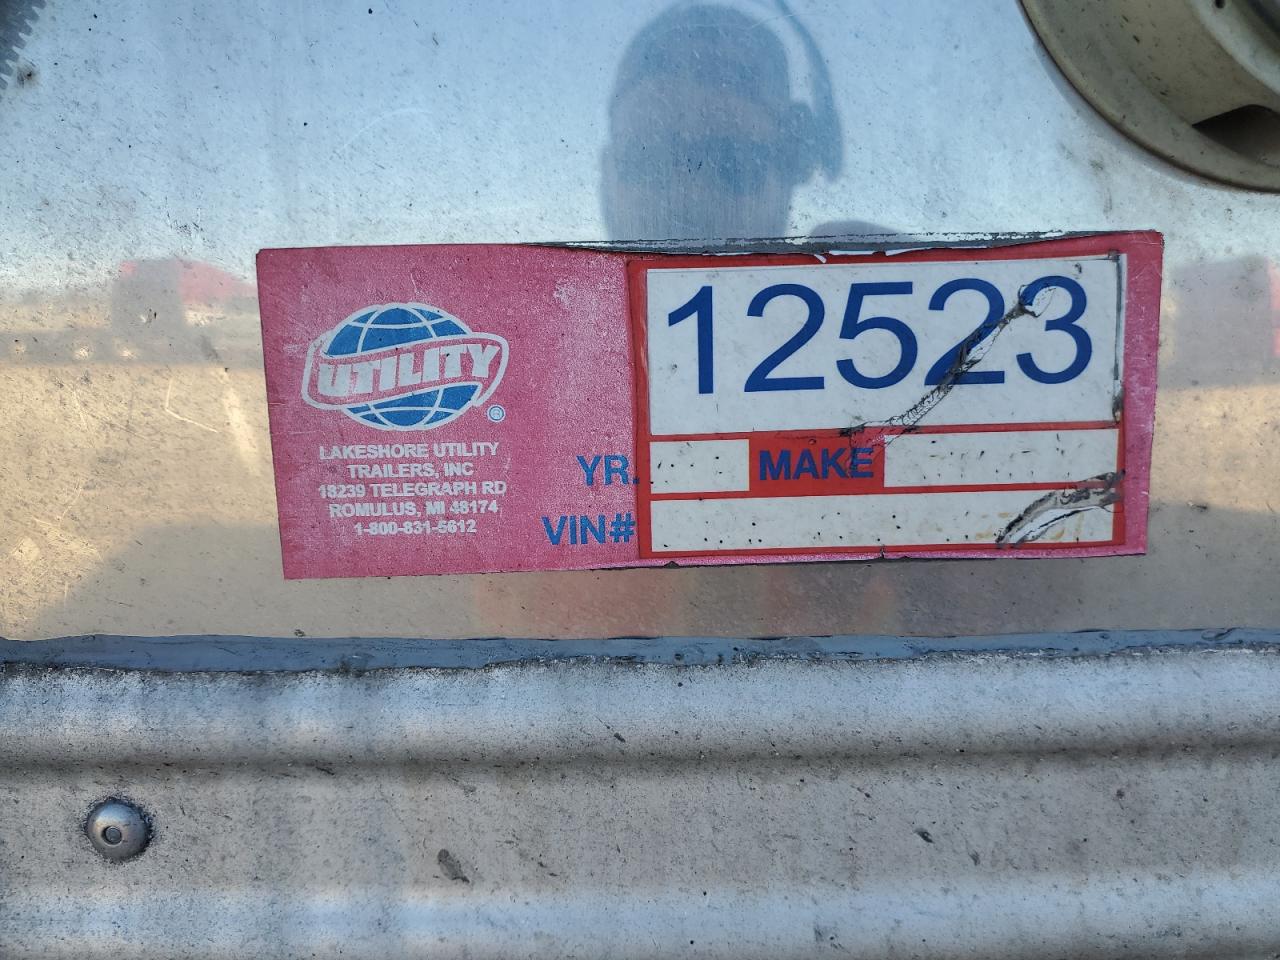 UTILITY
®
LAKESHORE UTILITY
TRAILERS, INC
18239 TELEGRAPH RD
ROMULUS, MI 48174
1-800-831-5612
12523
YR. MAKE
VIN#